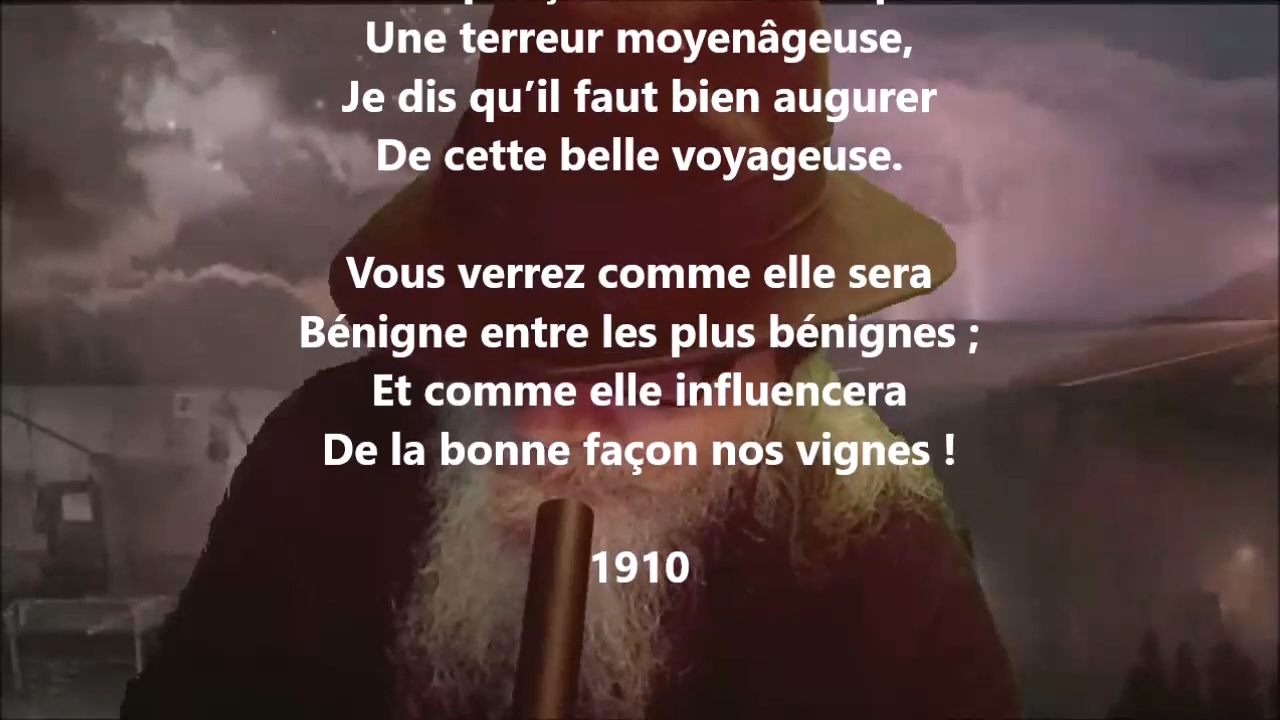 Une terreur moyenâgeuse,
Je dis qu’il faut bien augurer
De cette belle voyageuse.
Vous verrez comme elle sera
Bénigne entre les plus bénignes ;
Et comme elle influencera
De la bonne façon nos vignes !
1910